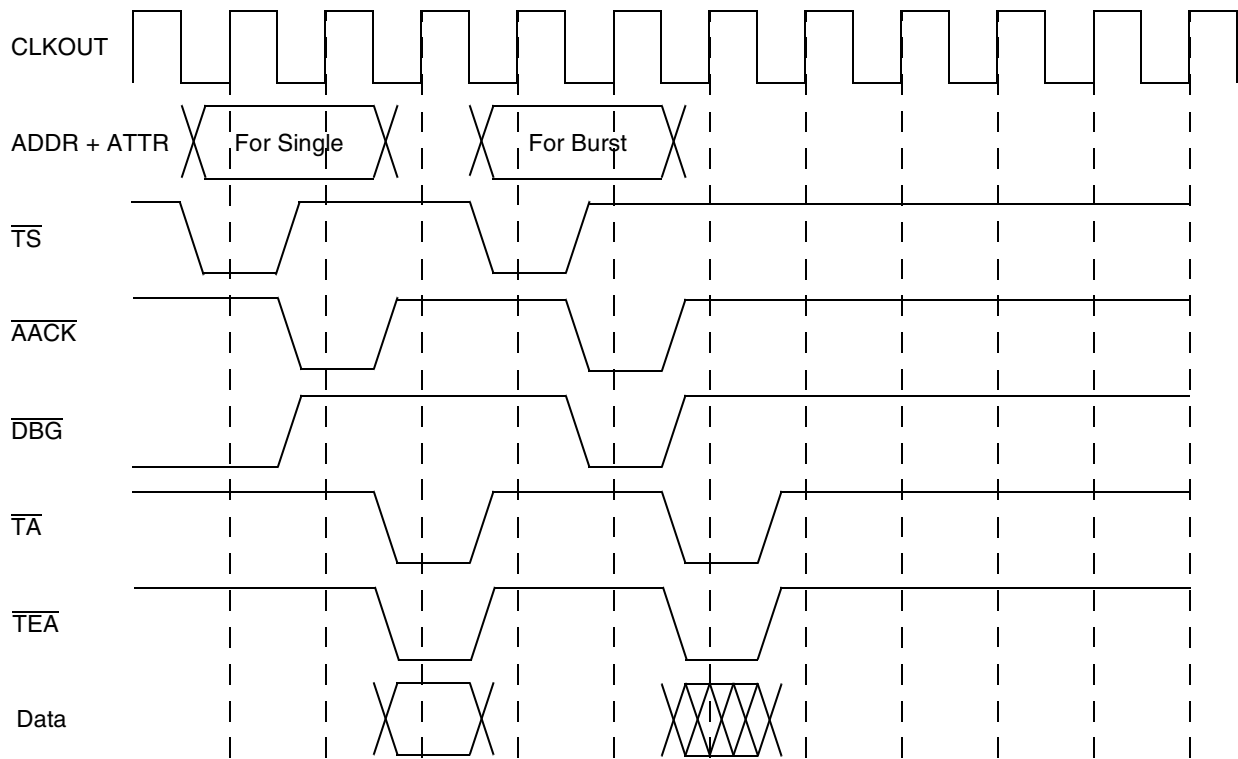 CLKOUT
ADDR + ATTR For Single For Burst
TS
AACK
DBG
TA
TEA
Data